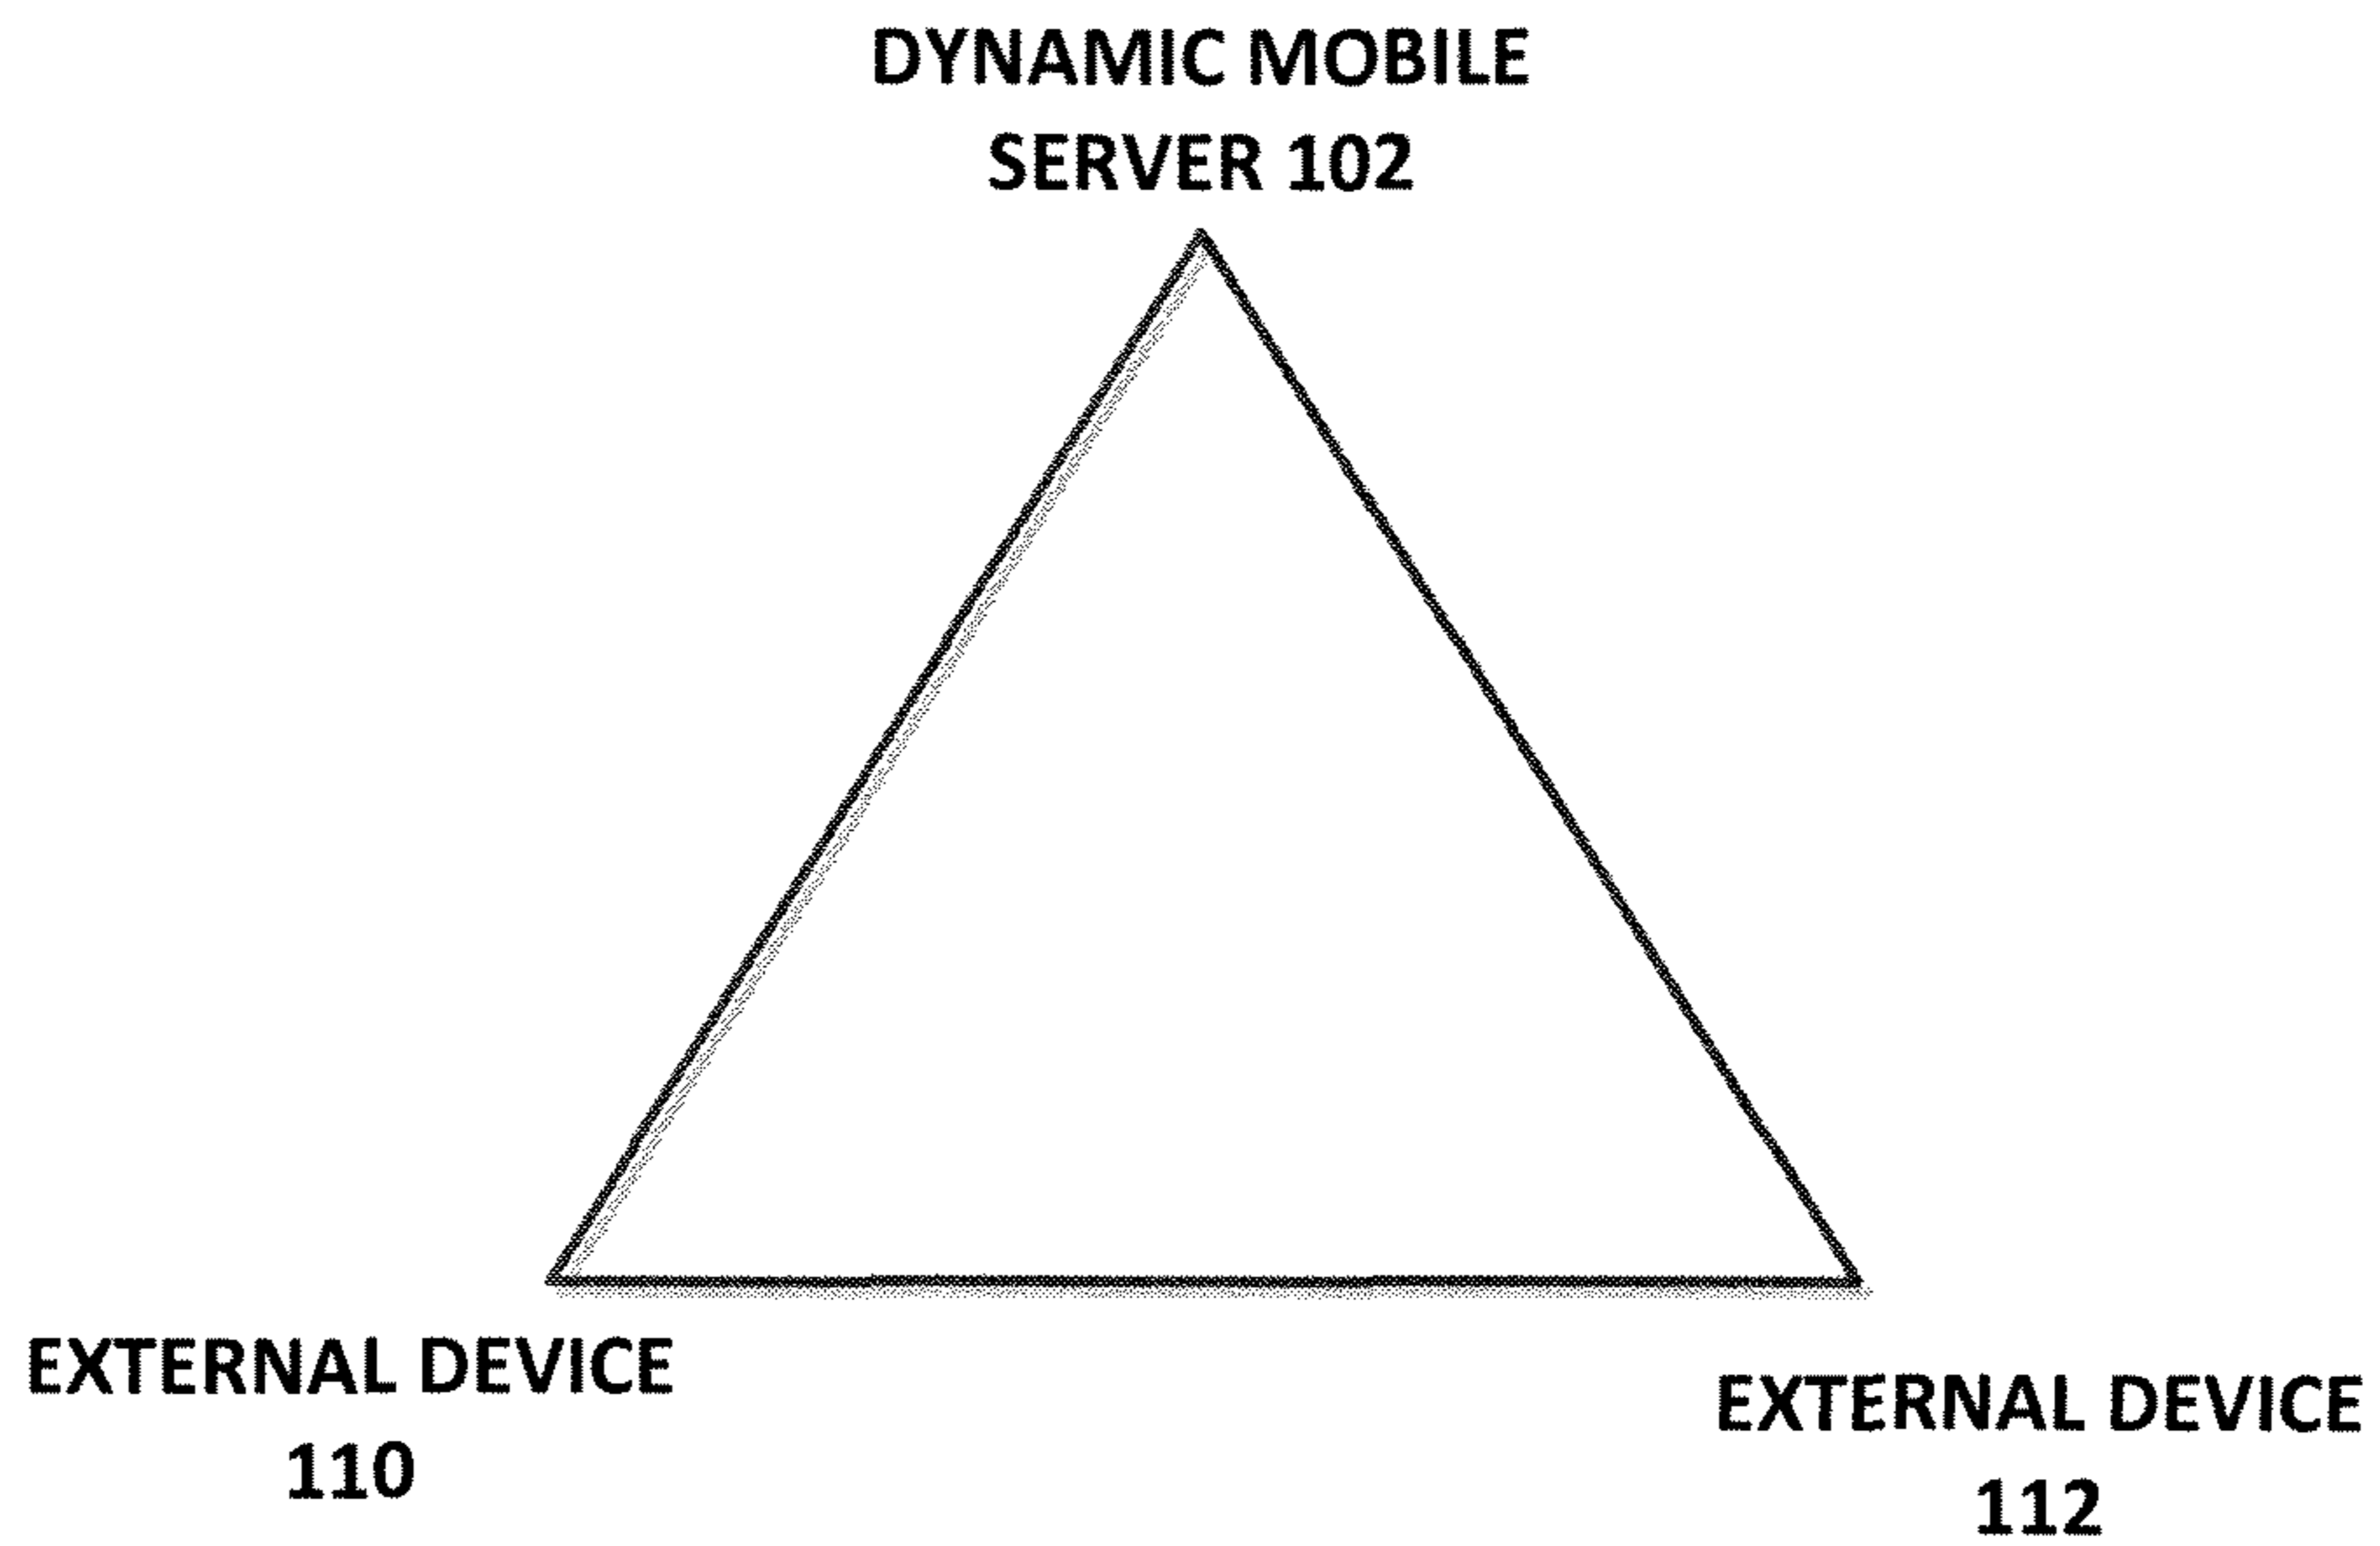 DYNAMIC MOBILE
SERVER 102
EXTERNAL DEVICE
110
EXTERNAL DEVICE
112